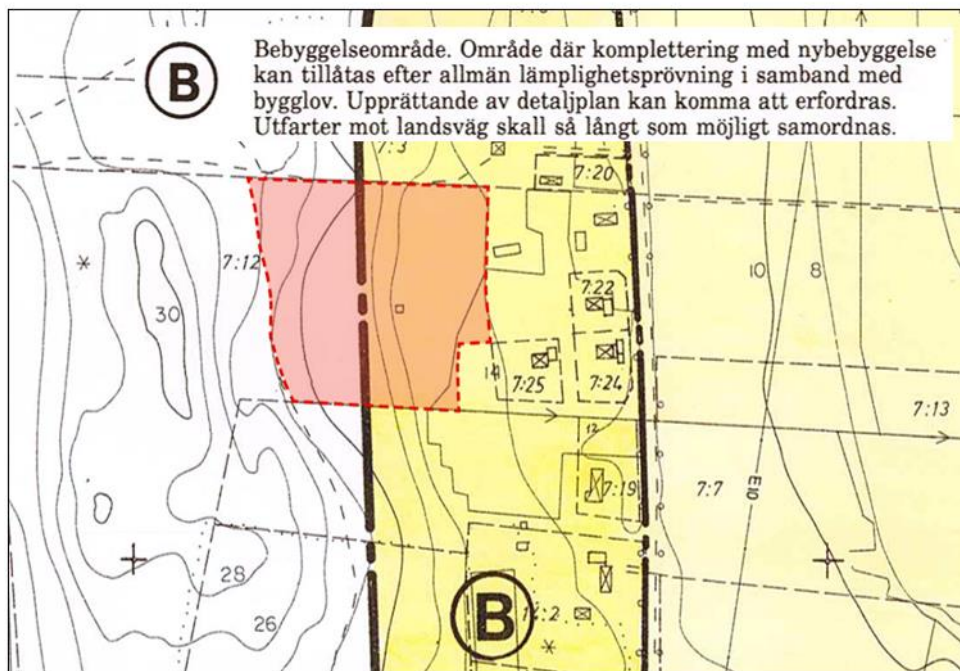 B
Bebyggelseområde. Område där komplettering med nybebyggelse
kan tillåtas efter allmän lämplighetsprövning i samband med
bygglov. Upprättande av detaljplan kan komma att erfordras.
Utfarter mot landsväg skall så långt som möjligt samordnas.
7:3
7:20
7:12
10
8
30
7:22
14
7:25
7:24
7:13
12
7:19
7:7
E10
28
26
B